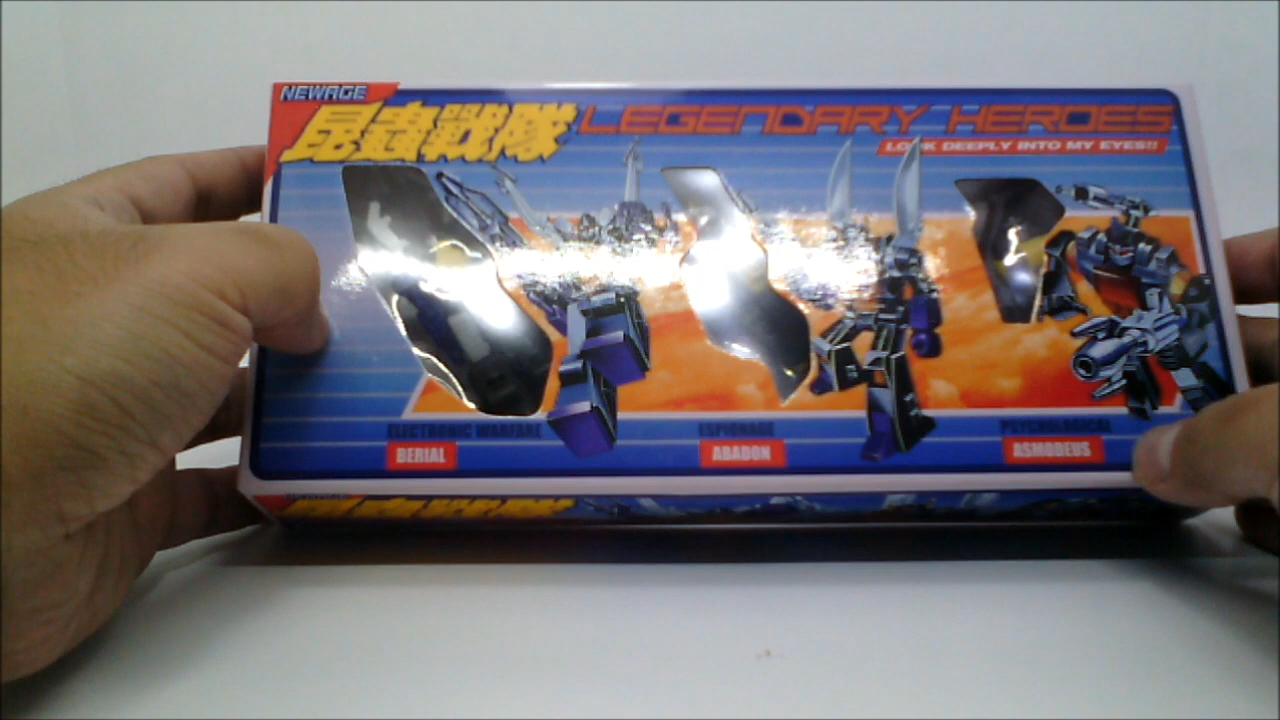 NEWAGE
昆蟲戰隊 LEGENDARY HEROES
LOOK DEEPLY INTO MY EYES!!
ELECTRONIC WARFARE
BERIAL
ESPIONAGE
ABADON
PSYCHOLOGICAL
ASMODEUS